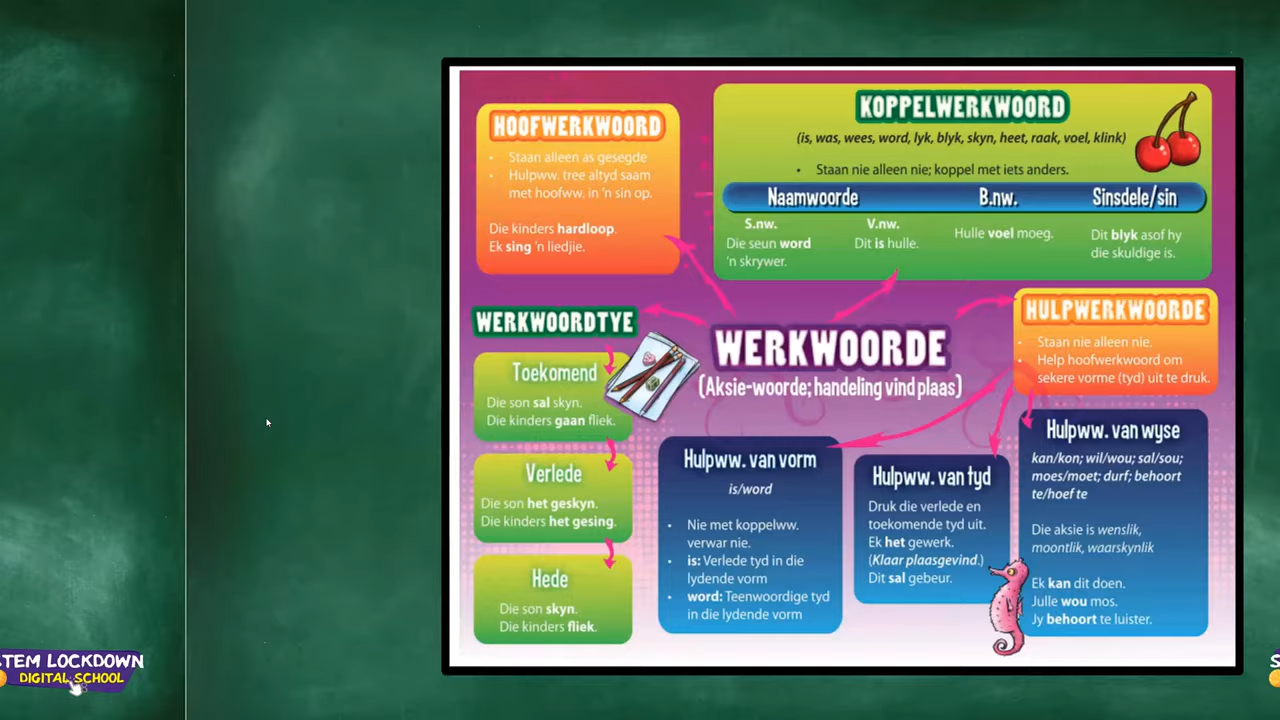 HOOFWERKWOORD
• Staan alleen as gesegde
• Hulpww. tree altyd saam
met hoofww. in 'n sin op.
Die kinders hardloop.
Ek sing 'n liedjie.
KOPPELWERKWOORD
(is, was, wees, word, lyk, blyk, skyn, heet, raak, voel, klink)
• Staan nie alleen nie; koppel met iets anders.
Naamwoorde B.nw. Sinsdele/sin
S.nw.
Die seun word
'n skrywer.
V.nw.
Dit is hulle.
Hulle voel moeg.
Dit blyk asof hy
die skuldige is.
WERKWOORDTYE
Toekomend
Die son sal skyn.
Die kinders gaan fliek.
Verlede
Die son het geskyn.
Die kinders het gesing.
Hede
Die son skyn.
Die kinders fliek.
WERKWOORDE
(Aksie-woorde; handeling vind plaas)
HULPWERKWOORDE
• Staan nie alleen nie.
• Help hoofwerkwoord om
sekere vorme (tyd) uit te druk.
Hulpww. van vorm
is/word
• Nie met koppelww.
verwar nie.
• is: Verlede tyd in die
lydende vorm
• word: Teenwoordige tyd
in die lydende vorm
Hulpww. van tyd
Druk die verlede en
toekomende tyd uit.
Ek het gewerk.
(Klaar plaasgevind.)
Dit sal gebeur.
Hulpww. van wyse
kan/kon; wil/wou; sal/sou;
moes/moet; durf; behoort
te/hoef te
Die aksie is wenslik,
moontlik, waarskynlik
Ek kan dit doen.
Julle wou mos.
Jy behoort te luister.
TEM LOCKDOWN
DIGITAL SCHOOL
S